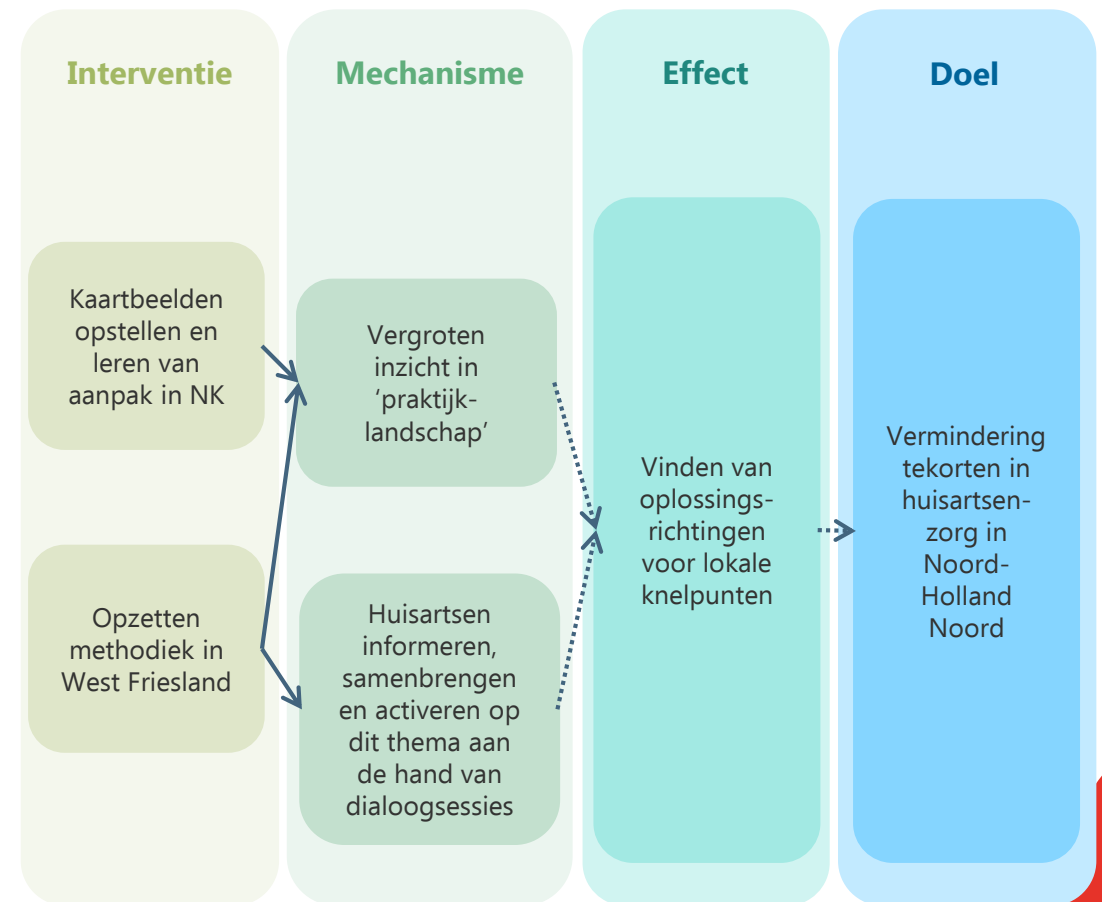 Interventie
Mechanisme
Effect
Doel
Kaartbeelden
opstellen en
leren van
aanpak in NK
Opzetten
methodiek in
West Friesland
Vergroten
inzicht in
‘praktijk-
landschap’
Huisartsen
informeren,
samenbrengen
en activeren op
dit thema aan
de hand van
dialoogsessies
Vinden van
oplossings-
richtingen
voor lokale
knelpunten
Vermindering
tekorten in
huisartsen-
zorg in
Noord-
Holland
Noord